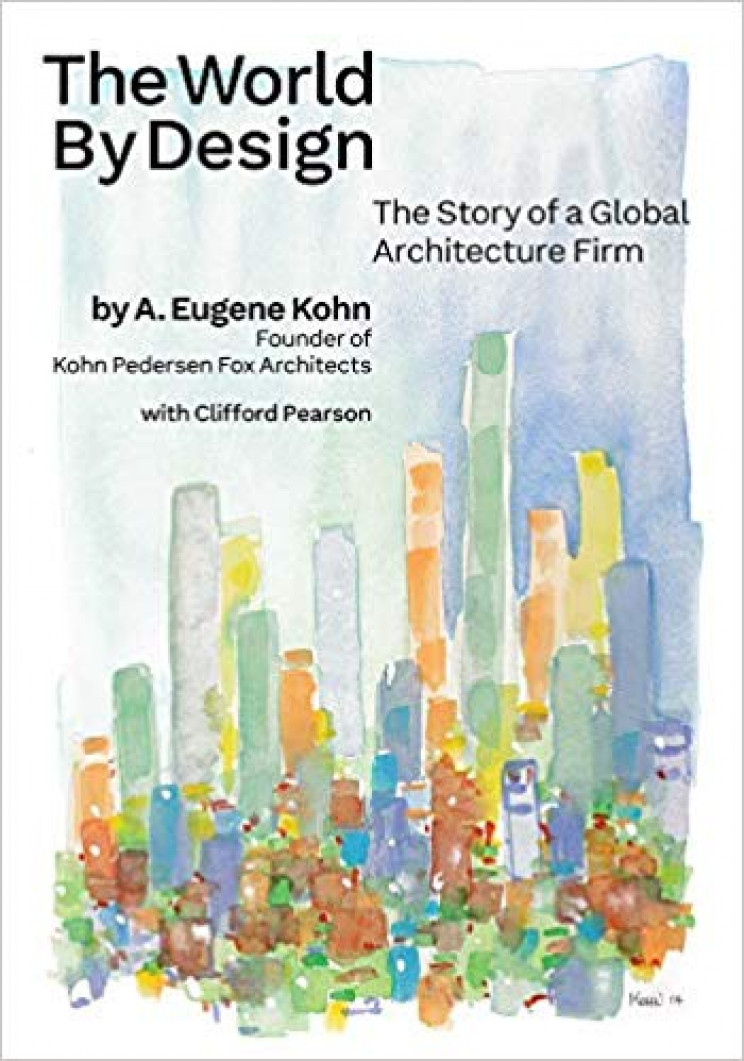 The World
By Design
The Story of a Global
Architecture Firm
by A. Eugene Kohn
Founder of
Kohn Pedersen Fox Architects
with Clifford Pearson